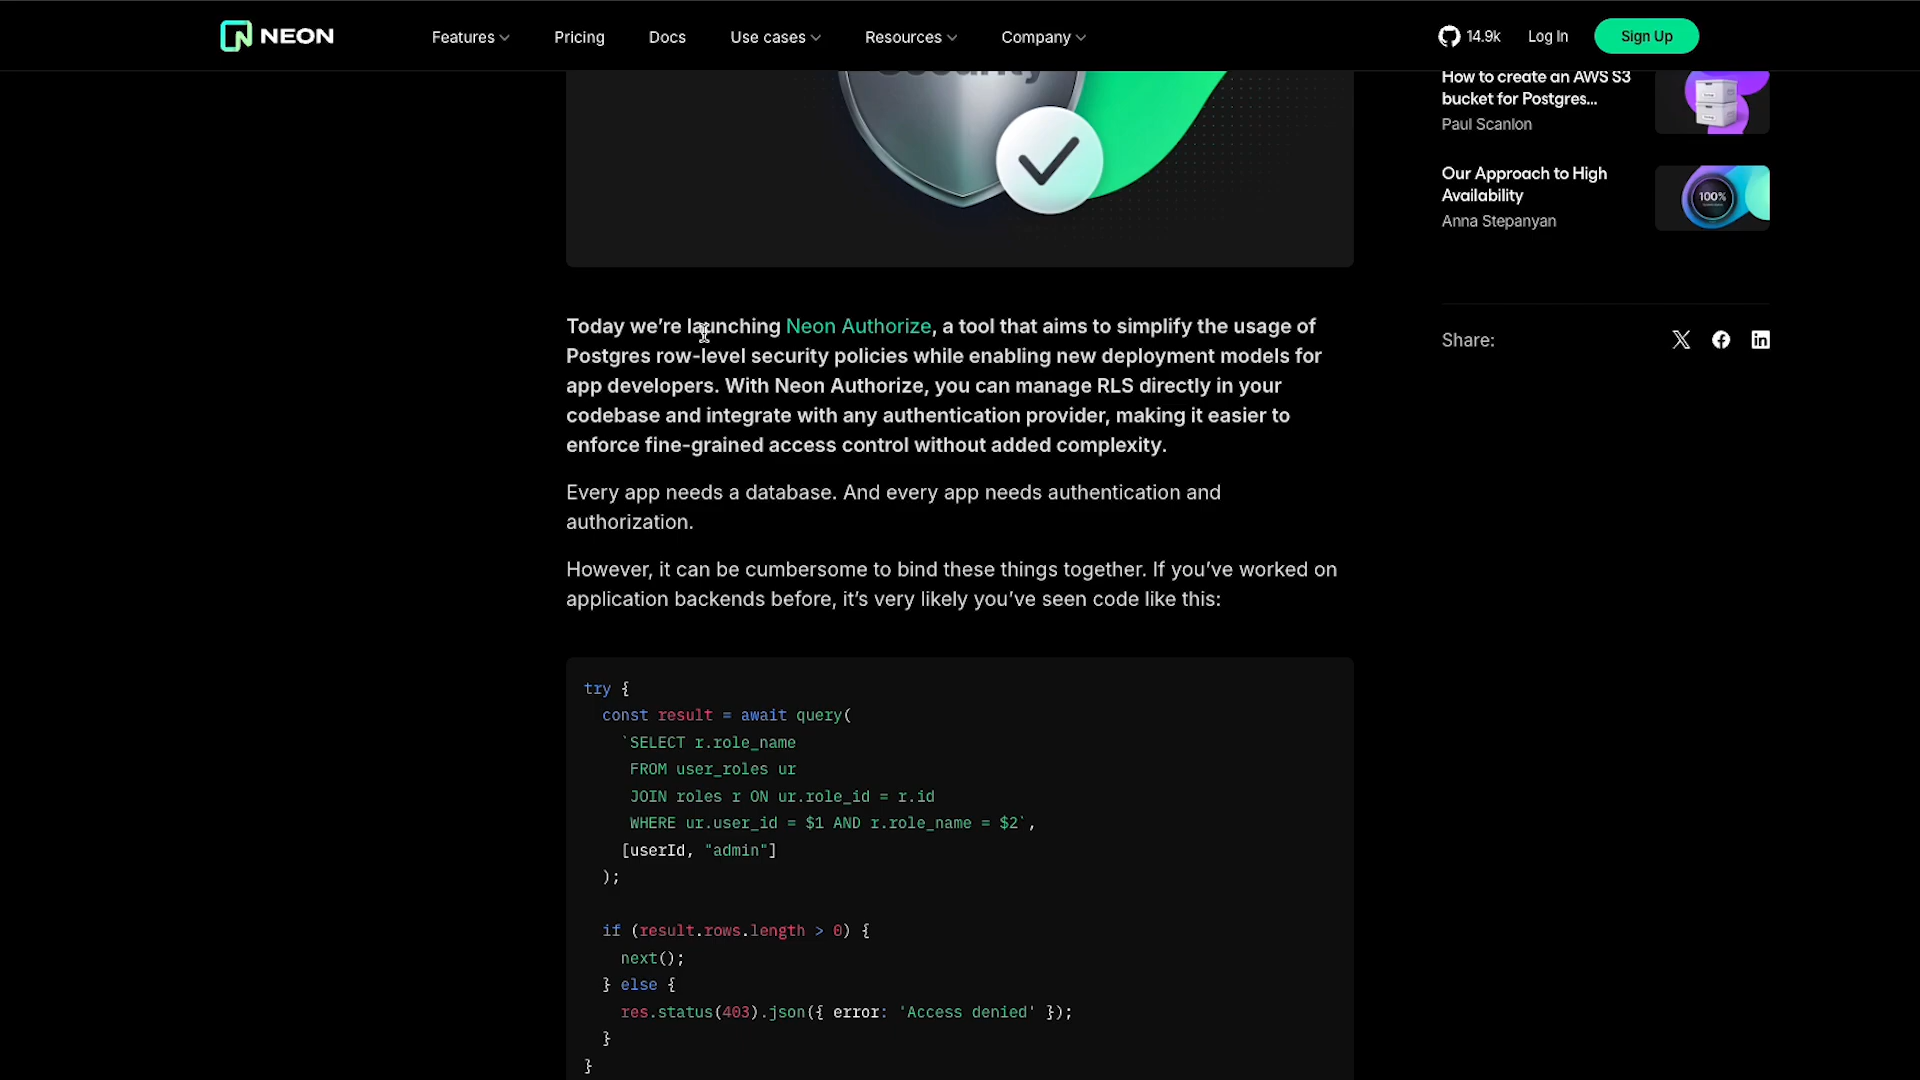 NEON
Features
Pricing
Docs
Use cases
Resources
Company
14.9k
Log In
Sign Up
Security
How to create an AWS S3
bucket for Postgres...
Paul Scanlon
Our Approach to High
Availability
Anna Stepanyan
100%
Today we’re launching Neon Authorize, a tool that aims to simplify the usage of
Postgres row-level security policies while enabling new deployment models for
app developers. With Neon Authorize, you can manage RLS directly in your
codebase and integrate with any authentication provider, making it easier to
enforce fine-grained access control without added complexity.
Share:
Every app needs a database. And every app needs authentication and
authorization.
However, it can be cumbersome to bind these things together. If you’ve worked on
application backends before, it’s very likely you’ve seen code like this:
try {
const result = await query(
`SELECT r.role_name
FROM user_roles ur
JOIN roles r ON ur.role_id = r.id
WHERE ur.user_id = $1 AND r.role_name = $2`,
[userId, "admin"]
);
if (result.rows.length > 0) {
next();
} else {
res.status(403).json({ error: 'Access denied' });
}
}